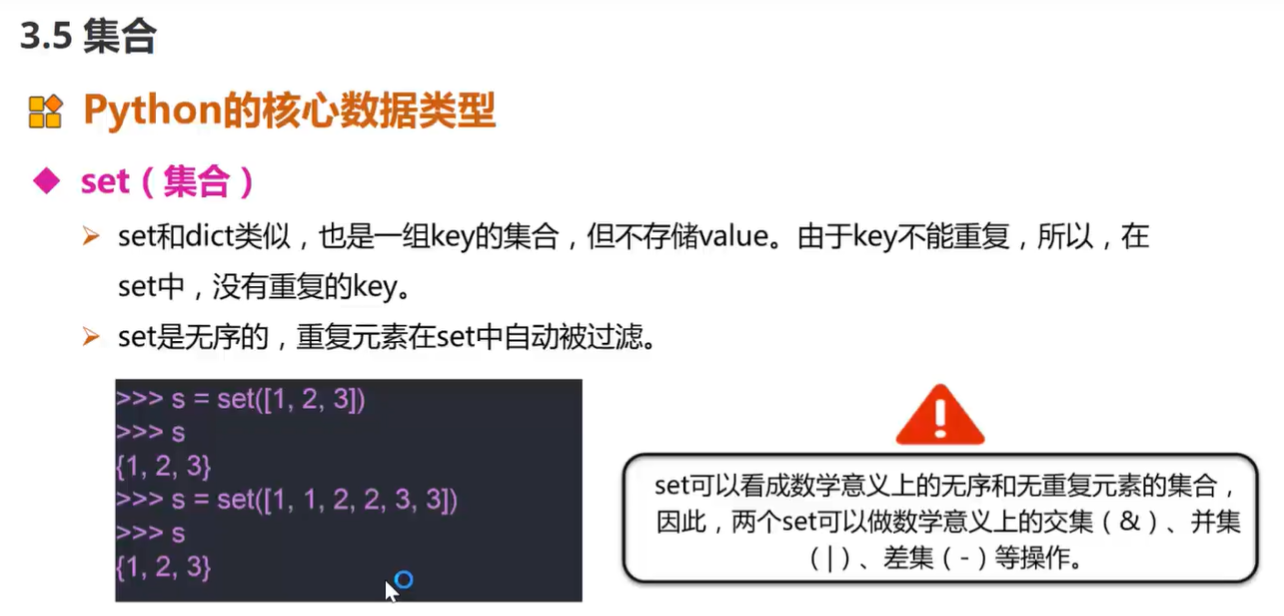 3.5 集合
Python的核心数据类型
set（集合）
set和dict类似，也是一组key的集合，但不存储value。由于key不能重复，所以，在
set中，没有重复的key。
set是无序的，重复元素在set中自动被过滤。
>>> s = set([1, 2, 3])
>>> s
{1, 2, 3}
>>> s = set([1, 1, 2, 2, 3, 3])
>>> s
{1, 2, 3}
set可以看成数学意义上的无序和无重复元素的集合，
因此，两个set可以做数学意义上的交集（&）、并集
（|）、差集（-）等操作。